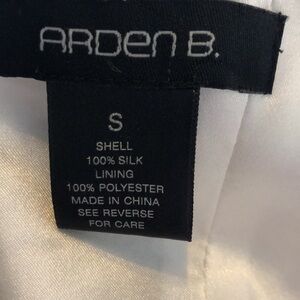 ARDEN B.
S
SHELL
100% SILK
LINING
100% POLYESTER
MADE IN CHINA
SEE REVERSE
FOR CARE